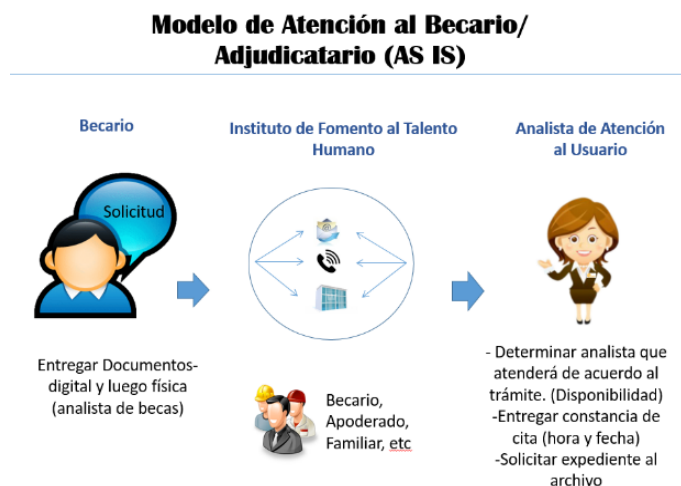 Modelo de Atención al Becario/
Adjudicatario (AS IS)
Becario
Solicitud
Entregar Documentos-
digital y luego física
(analista de becas)
Instituto de Fomento al Talento
Humano
Becario,
Apoderado,
Familiar, etc
Analista de Atención
al Usuario
- Determinar analista que
atenderá de acuerdo al
trámite. (Disponibilidad)
-Entregar constancia de
cita (hora y fecha)
-Solicitar expediente al
archivo